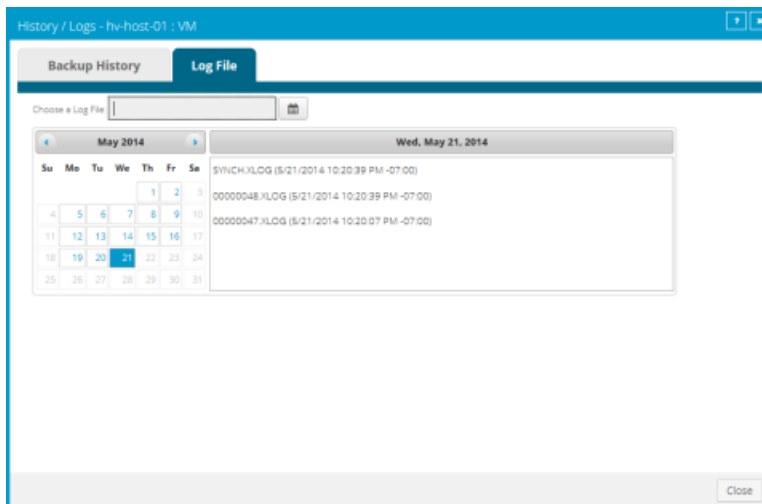 History / Logs - hv-host-01 : VM
?
Backup History
Log File
Choose a Log File:
May 2014
Wed, May 21, 2014
Su Mo Tu We Th Fr Sa
1 2 3
4 5 6 7 8 9 10
11 12 13 14 15 16 17
18 19 20 21 22 23 24
25 26 27 28 29 30 31
SYNCH.XLOG (5/21/2014 10:20:39 PM -07:00)
00000048.XLOG (5/21/2014 10:20:39 PM -07:00)
00000047.XLOG (5/21/2014 10:20:07 PM -07:00)
Close